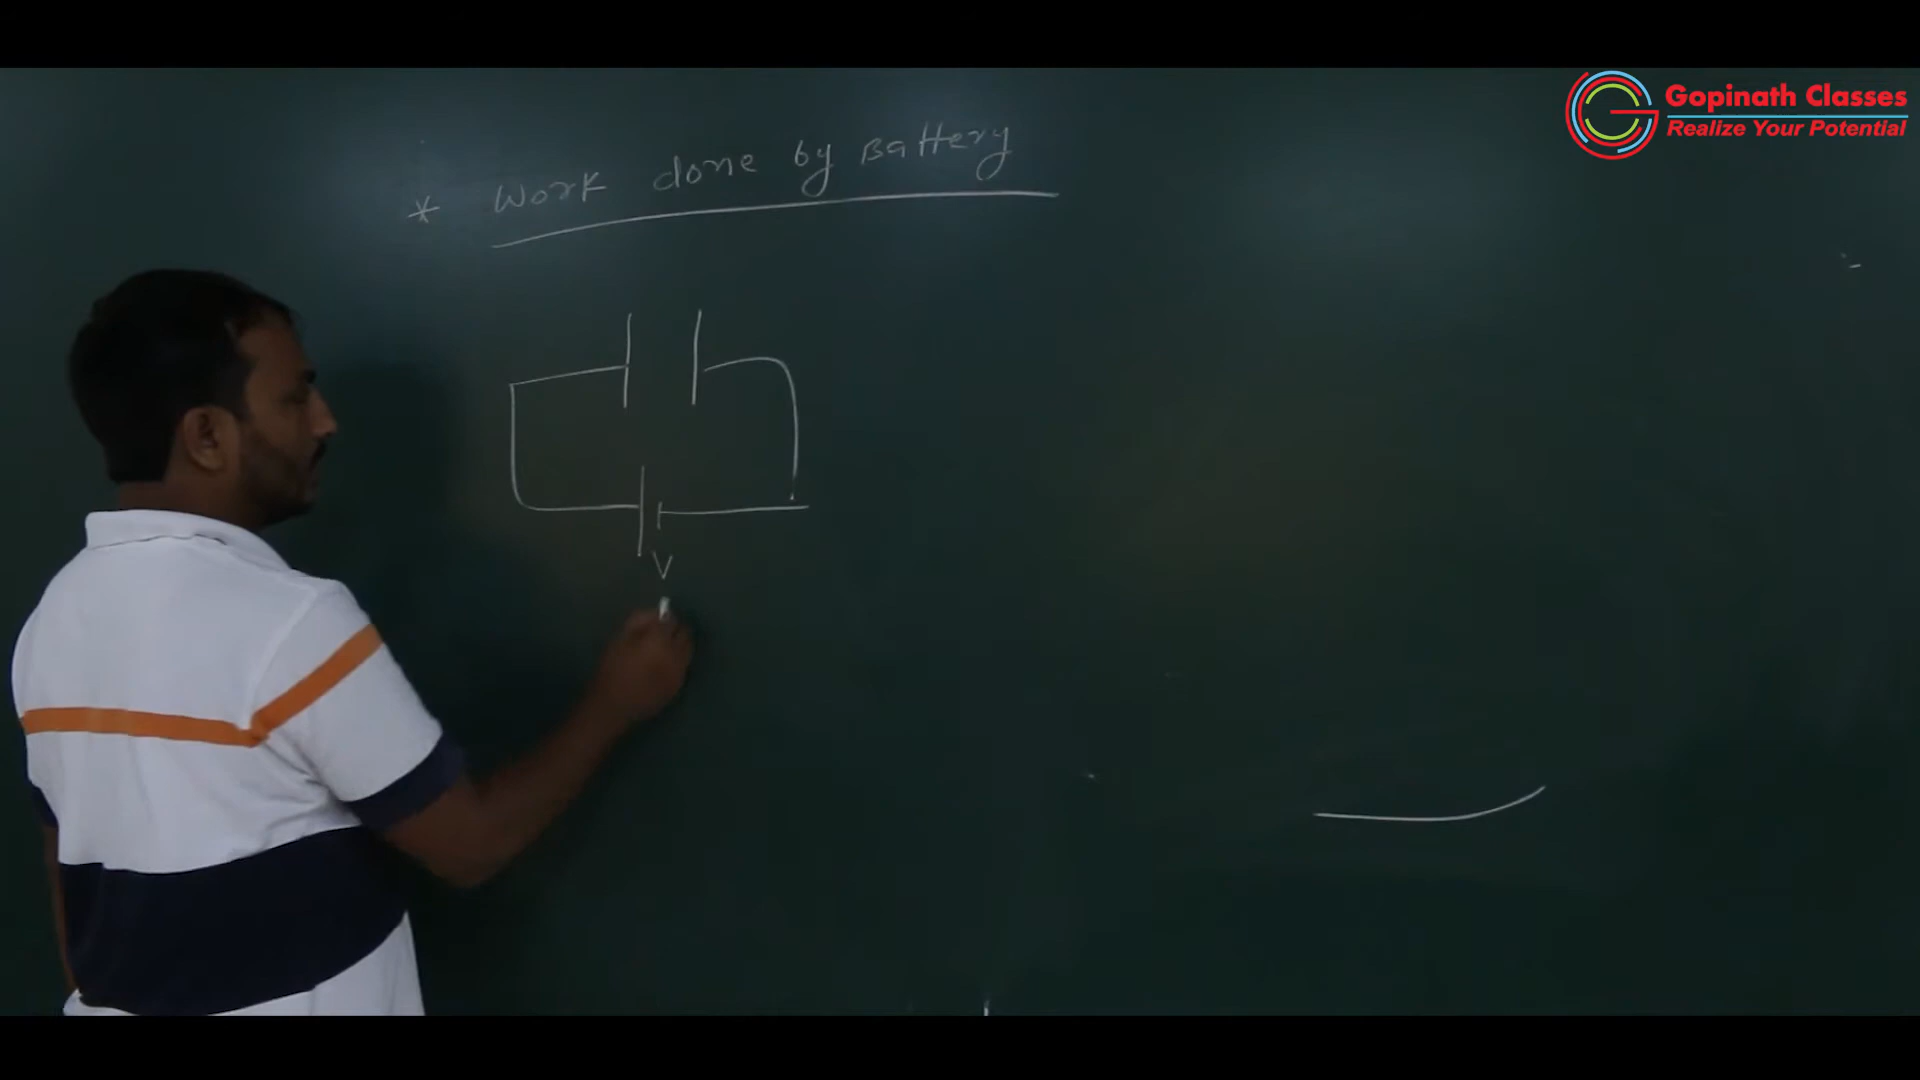 Gopinath Classes
Realize Your Potential
* Work done by Battery
V